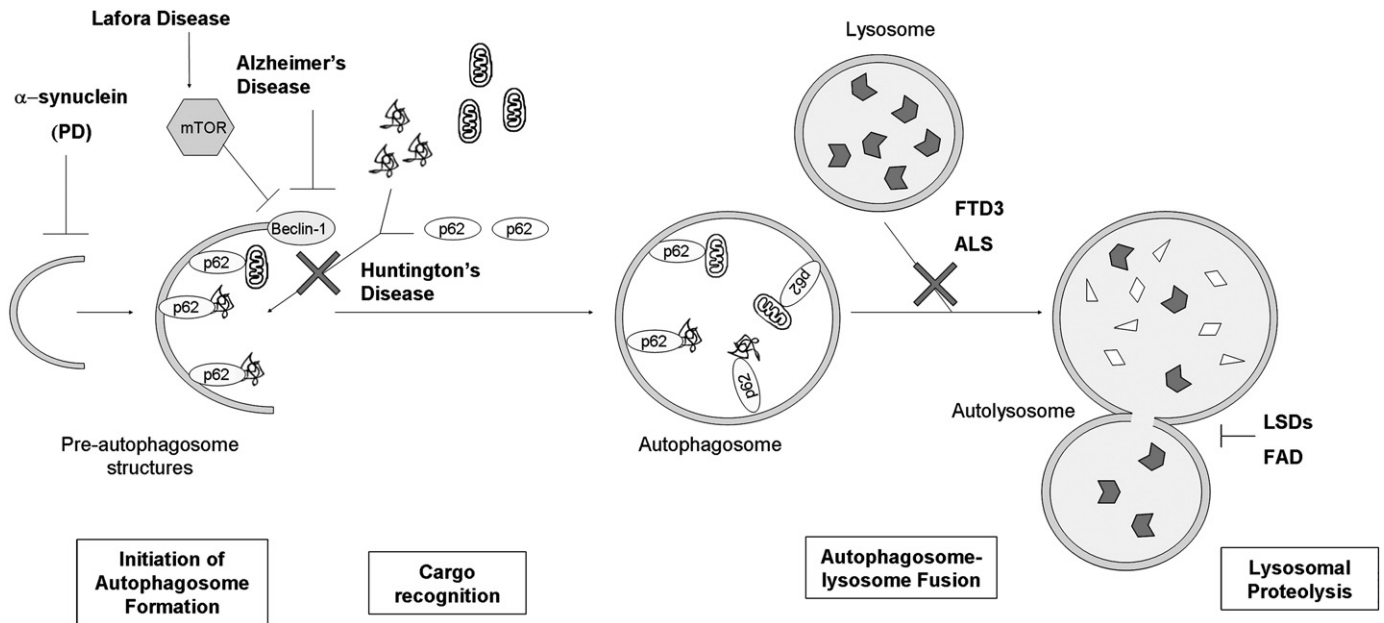 Lafora Disease
Alzheimer's
Disease
α–synuclein
(PD)
mTOR
Beclin-1
p62
p62
p62
p62
p62
Huntington's
Disease
Pre-autophagosome
structures
p62
p62
p62
p62
Autophagosome
Lysosome
FTD3
ALS
Autolysosome
LSDs
FAD
Initiation of
Autophagosome
Formation
Cargo
recognition
Autophagosome-
lysosome Fusion
Lysosomal
Proteolysis